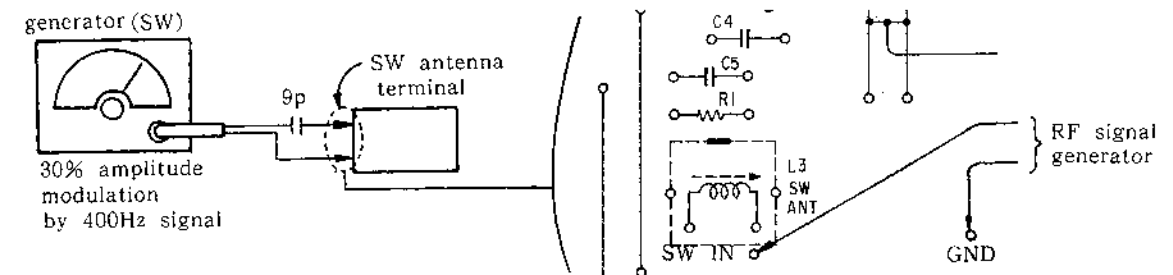 generator (SW)
9p
SW antenna
terminal
30% amplitude
modulation
by 400Hz signal
C4
C5
R1
L3
SW
ANT
SW IN
RF signal
generator
GND